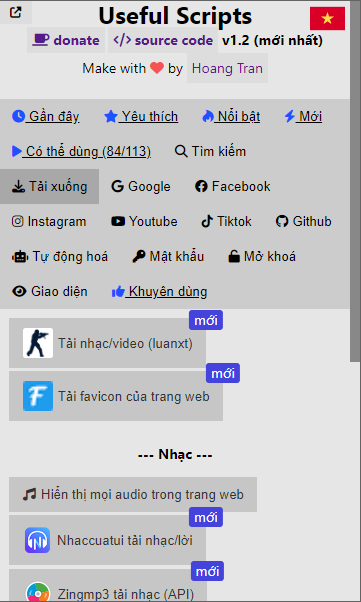 Useful Scripts
donate source code v1.2 (mới nhất)
Make with by Hoang Tran
Gần đây Yêu thích Nổi bật Mới
Có thể dùng (84/113) Tìm kiếm
Tải xuống Google Facebook
Instagram Youtube Tiktok Github
Tự động hoá Mật khẩu Mở khoá
Giao diện Khuyên dùng
mới
Tải nhạc/video (luanxt)
mới
Tải favicon của trang web
--- Nhạc ---
Hiển thị mọi audio trong trang web
mới
Nhaccuatui tải nhạc/lời
mới
Zingmp3 tải nhạc (API)